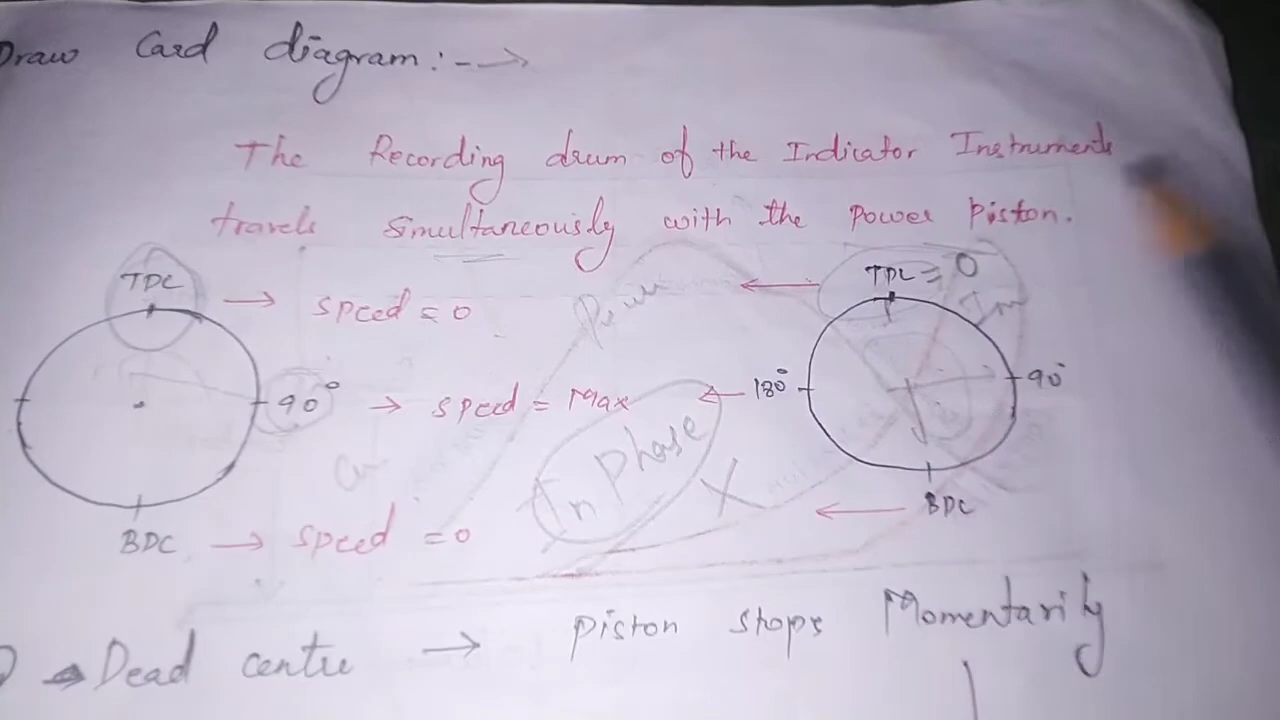 Draw Card diagram:-->
The Recording drum of the Indicator Instruments
travels simultaneously with the Power Piston.
TDC → speed = 0 ← TDC = 0
90° → speed = Max ← 180° 90°
In Phase X
BDC → speed = 0 ← BDC
Dead centre → Piston stops Momentarily